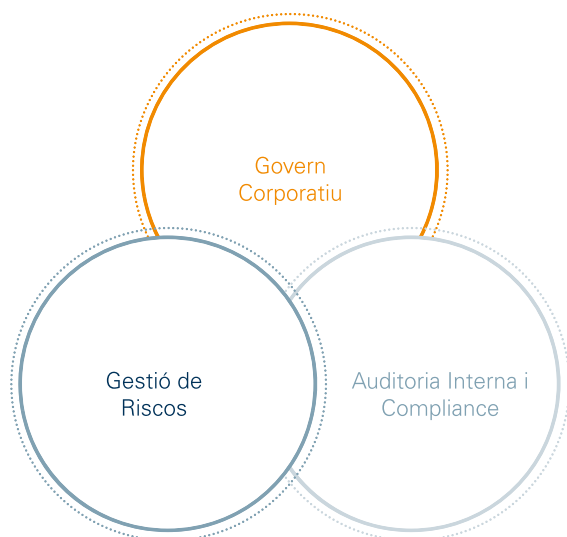 Govern
Corporatiu
Gestió de
Riscos
Auditoria Interna i
Compliance